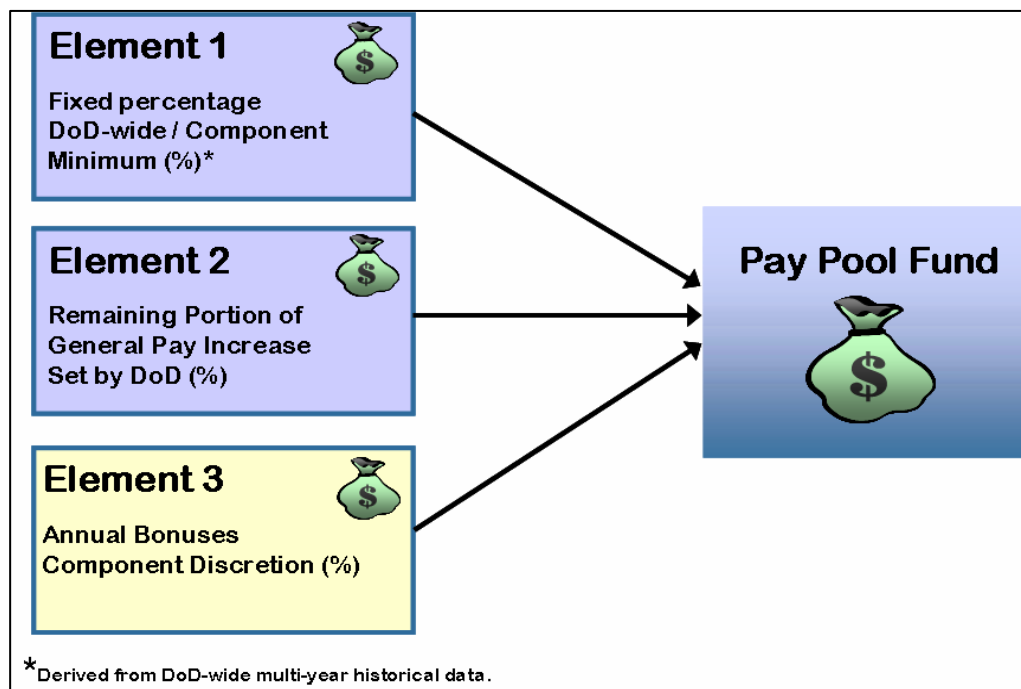 Element 1
Fixed percentage
DoD-wide / Component
Minimum (%)*
Element 2
Remaining Portion of
General Pay Increase
Set by DoD (%)
Element 3
Annual Bonuses
Component Discretion (%)
Pay Pool Fund
$
$
$
$
*Derived from DoD-wide multi-year historical data.